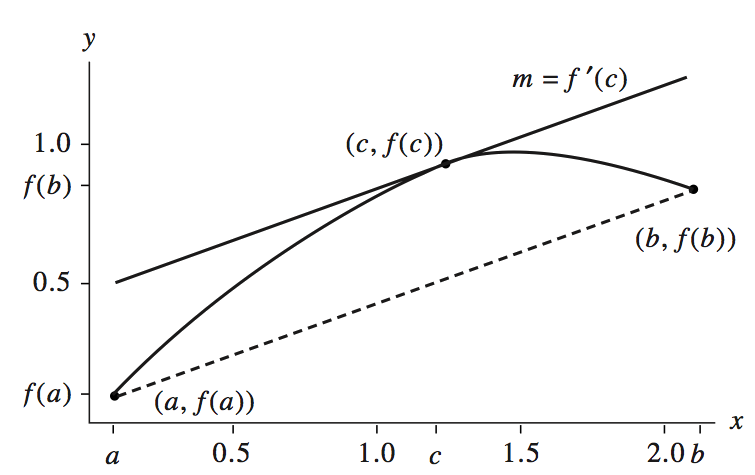 y
m = f ′(c)
1.0
(c, f(c))
f(b)
(b, f(b))
0.5
f(a)
(a, f(a))
x
a 0.5 1.0 c 1.5 2.0 b